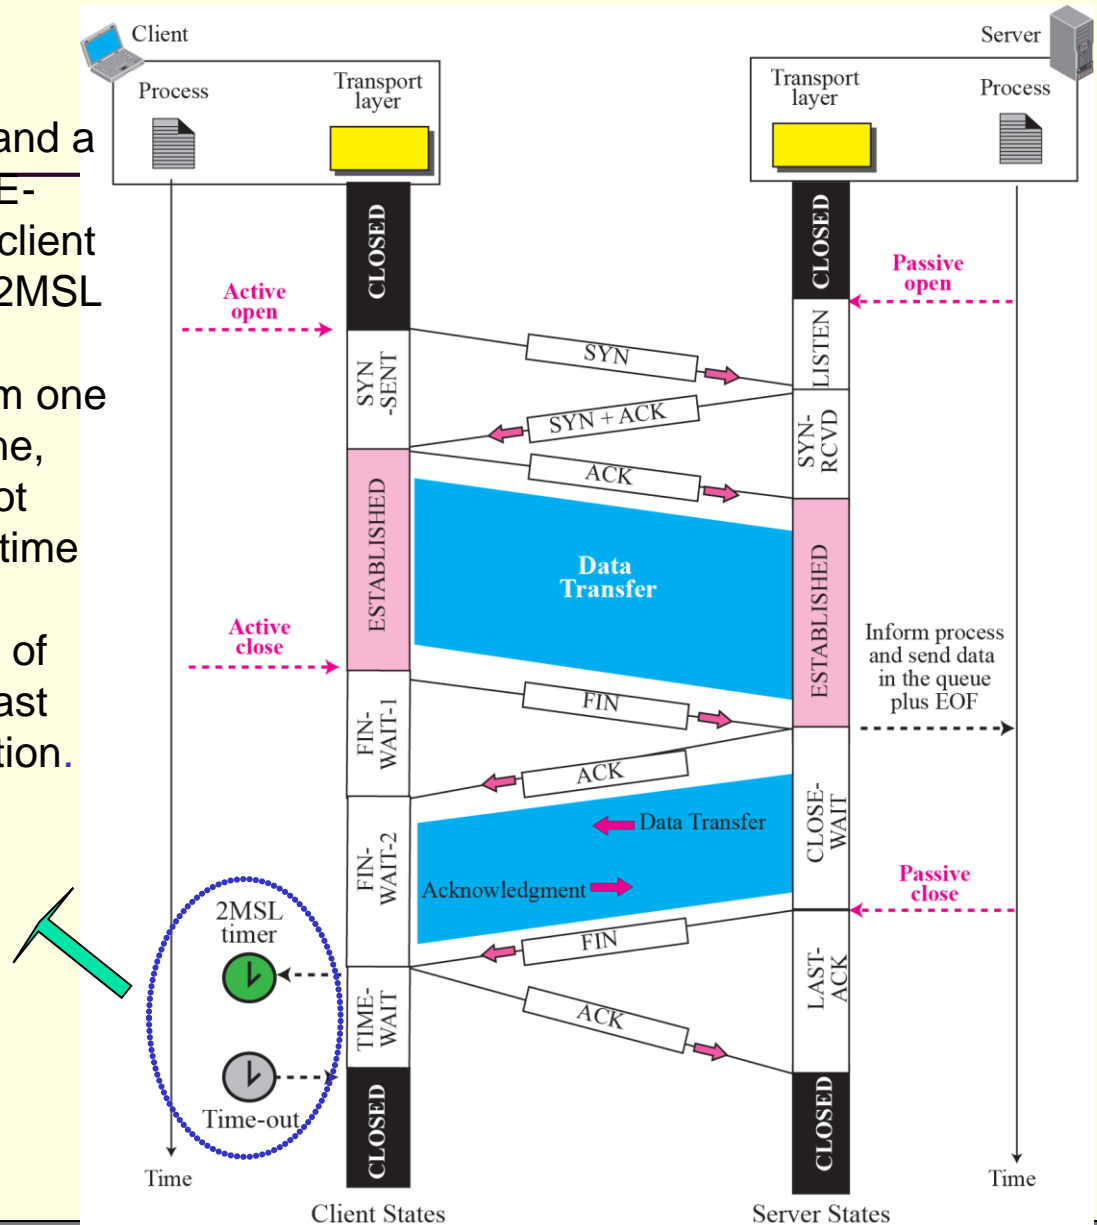 and a
E-
client
2MSL
m one
ne,
ot
time
of
ast
tion.
Client
Process
Transport
layer
Server
Transport
layer
Process
CLOSED
CLOSED
Active
open
Passive
open
SYN
SYN
-SENT
LISTEN
SYN + ACK
SYN-
RCVD
ACK
ESTABLISHED
Data
Transfer
ESTABLISHED
Active
close
Inform process
and send data
in the queue
plus EOF
FIN
FIN-
WAIT-1
ACK
CLOSE-
WAIT
Data Transfer
FIN-
WAIT-2
Acknowledgment
Passive
close
2MSL
timer
FIN
LAST-
ACK
TIME-
WAIT
ACK
Time-out
CLOSED
CLOSED
Time
Time
Client States
Server States